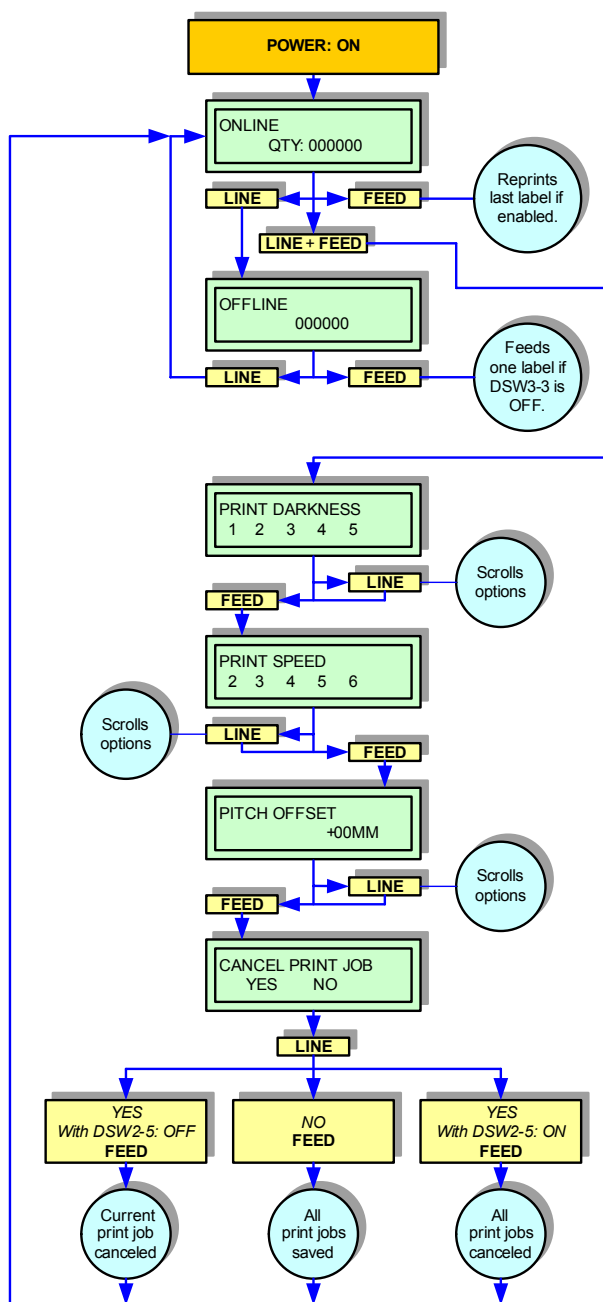 POWER: ON
ONLINE
QTY: 000000
LINE
FEED
Reprints
last label if
enabled.
LINE + FEED
OFFLINE
000000
LINE
FEED
Feeds
one label if
DSW3-3 is
OFF.
PRINT DARKNESS
1 2 3 4 5
LINE
Scrolls
options
FEED
PRINT SPEED
2 3 4 5 6
Scrolls
options
LINE
FEED
PITCH OFFSET
+00MM
LINE
Scrolls
options
FEED
CANCEL PRINT JOB
YES NO
LINE
YES
With DSW2-5: OFF
FEED
NO
FEED
YES
With DSW2-5: ON
FEED
Current
print job
canceled
All
print jobs
saved
All
print jobs
canceled